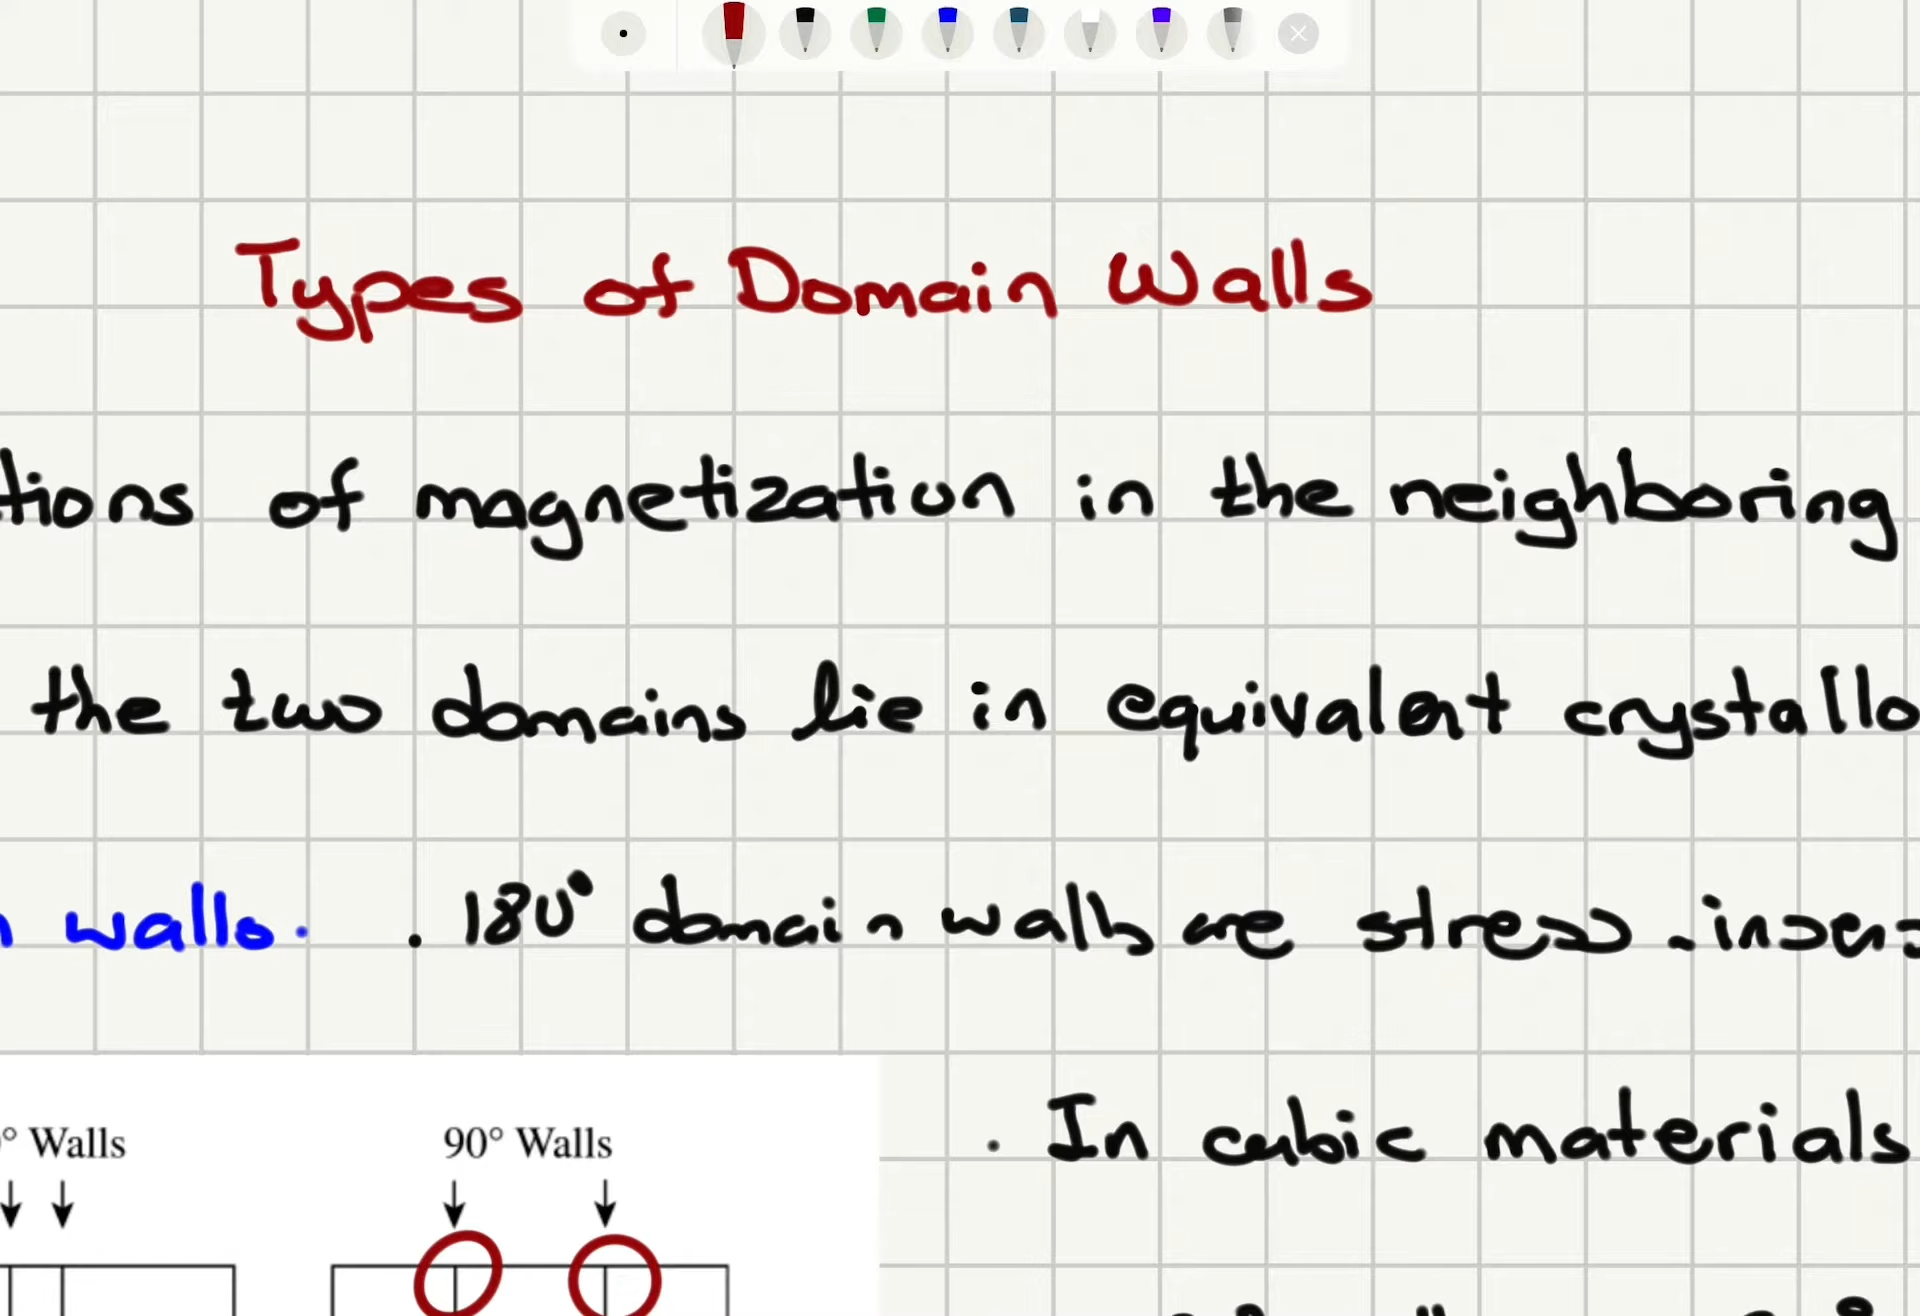 Types of Domain Walls
tions of magnetization in the neighboring
the two domains lie in equivalent crystallo
walls. . 180° domain walls are stress-insens
° Walls 90° Walls . In cubic materials